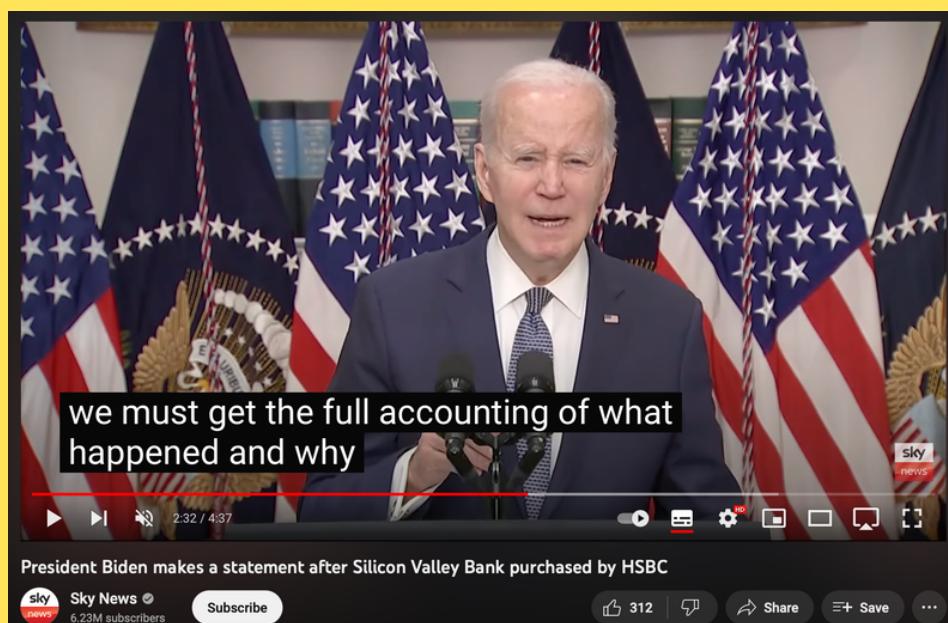 E PLURIBUS
we must get the full accounting of what
happened and why
sky
news
HD
2:32 / 4:37
President Biden makes a statement after Silicon Valley Bank purchased by HSBC
sky
news
Sky News
6.23M subscribers
Subscribe
312
Share
Save